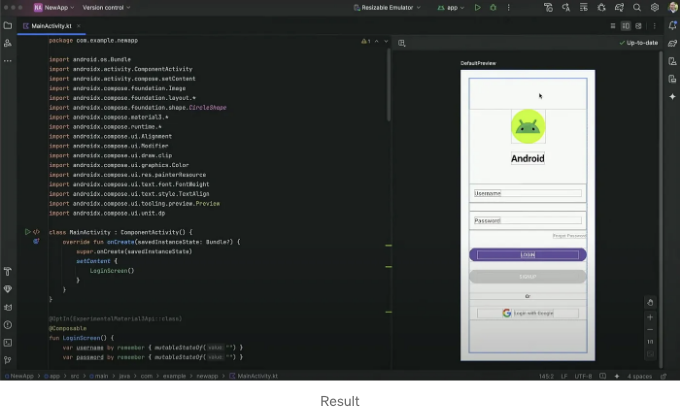 NewApp Version control
Resizable Emulator
app
MainActivity.kt
package com.example.newapp
1
Up-to-date
DefaultPreview
import android.os.Bundle
import androidx.activity.ComponentActivity
import androidx.activity.compose.setContent
import androidx.compose.foundation.Image
import androidx.compose.foundation.layout.*
import androidx.compose.foundation.shape.CircleShape
import androidx.compose.material3.*
import androidx.compose.runtime.*
import androidx.compose.ui.Alignment
import androidx.compose.ui.Modifier
import androidx.compose.ui.draw.clip
import androidx.compose.ui.graphics.Color
import androidx.compose.ui.res.painterResource
import androidx.compose.ui.text.font.FontWeight
import androidx.compose.ui.text.style.TextAlign
import androidx.compose.ui.tooling.preview.Preview
import androidx.compose.ui.unit.dp
class MainActivity : ComponentActivity() {
override fun onCreate(savedInstanceState: Bundle?) {
super.onCreate(savedInstanceState)
setContent {
LoginScreen()
}
}
}
@OptIn(ExperimentalMaterial3Api::class)
@Composable
fun LoginScreen() {
var username by remember { mutableStateOf(value: "") }
var password by remember { mutableStateOf(value: "") }
Android
Username
Password
Forgot Password
LOGIN
or
Login with Google
1:1
NewApp > app > src > main > java > com > example > newapp > MainActivity.kt
145:2 LF UTF-8 4 spaces
Result